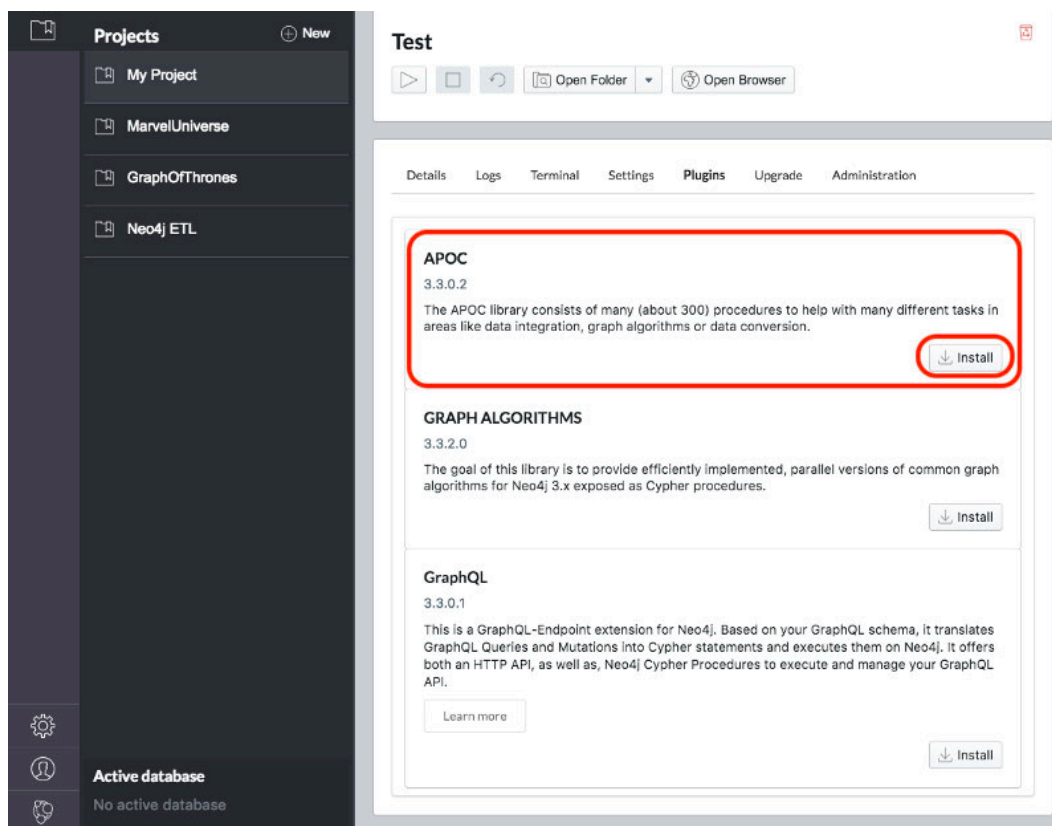 Projects
New
My Project
MarvelUniverse
GraphOfThrones
Neo4j ETL
Active database
No active database
Test
Open Folder
Open Browser
Details Logs Terminal Settings Plugins Upgrade Administration
APOC
3.3.0.2
The APOC library consists of many (about 300) procedures to help with many different tasks in
areas like data integration, graph algorithms or data conversion.
Install
GRAPH ALGORITHMS
3.3.2.0
The goal of this library is to provide efficiently implemented, parallel versions of common graph
algorithms for Neo4j 3.x exposed as Cypher procedures.
Install
GraphQL
3.3.0.1
This is a GraphQL-Endpoint extension for Neo4j. Based on your GraphQL schema, it translates
GraphQL Queries and Mutations into Cypher statements and executes them on Neo4j. It offers
both an HTTP API, as well as, Neo4j Cypher Procedures to execute and manage your GraphQL
API.
Learn more
Install